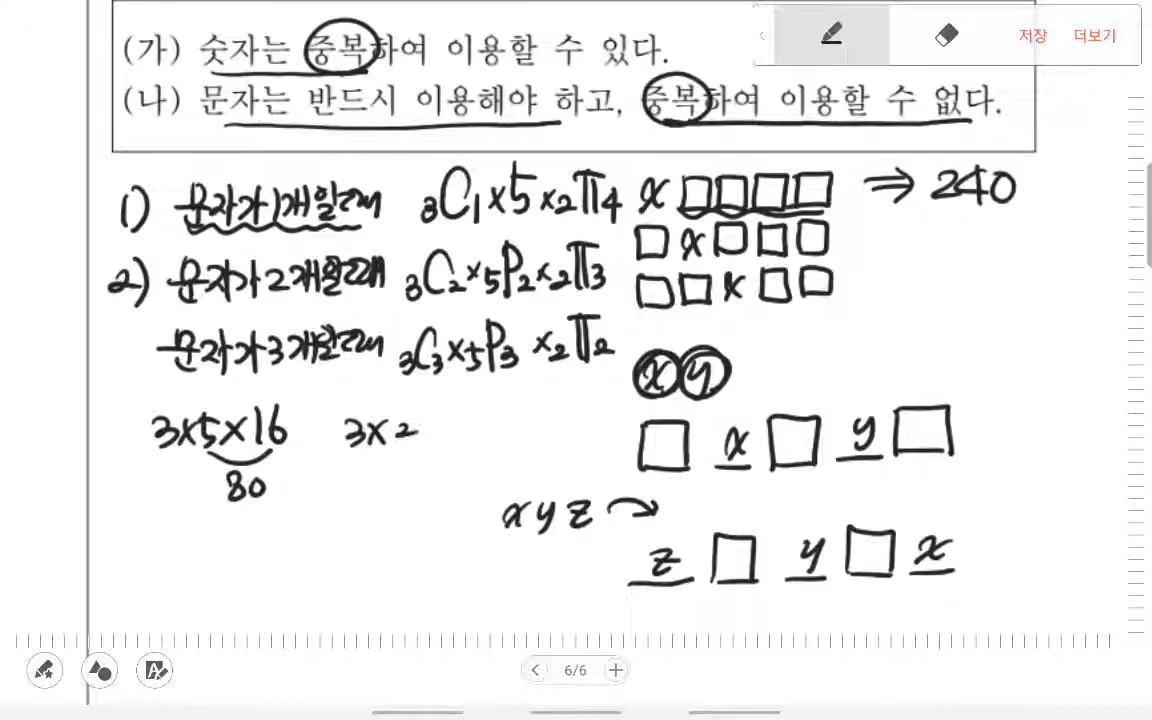 저장 더보기
(가) 숫자는 중복하여 이용할 수 있다.
(나) 문자는 반드시 이용해야 하고, 중복하여 이용할 수 없다.
1) 문자가 1개일때 ₃C₁×5×₂Π₄ x□□□□ ⇒ 240
□x□□□
2) 문자가 2개일때 ₃C₂×₅P₂×₂Π₃ □□x□□
문자가 3개일때 ₃C₃×₅P₃×₂Π₂
x y
3×5×16 3×2
□ x □ y □
80
x y z →
z □ y □ x
6/6